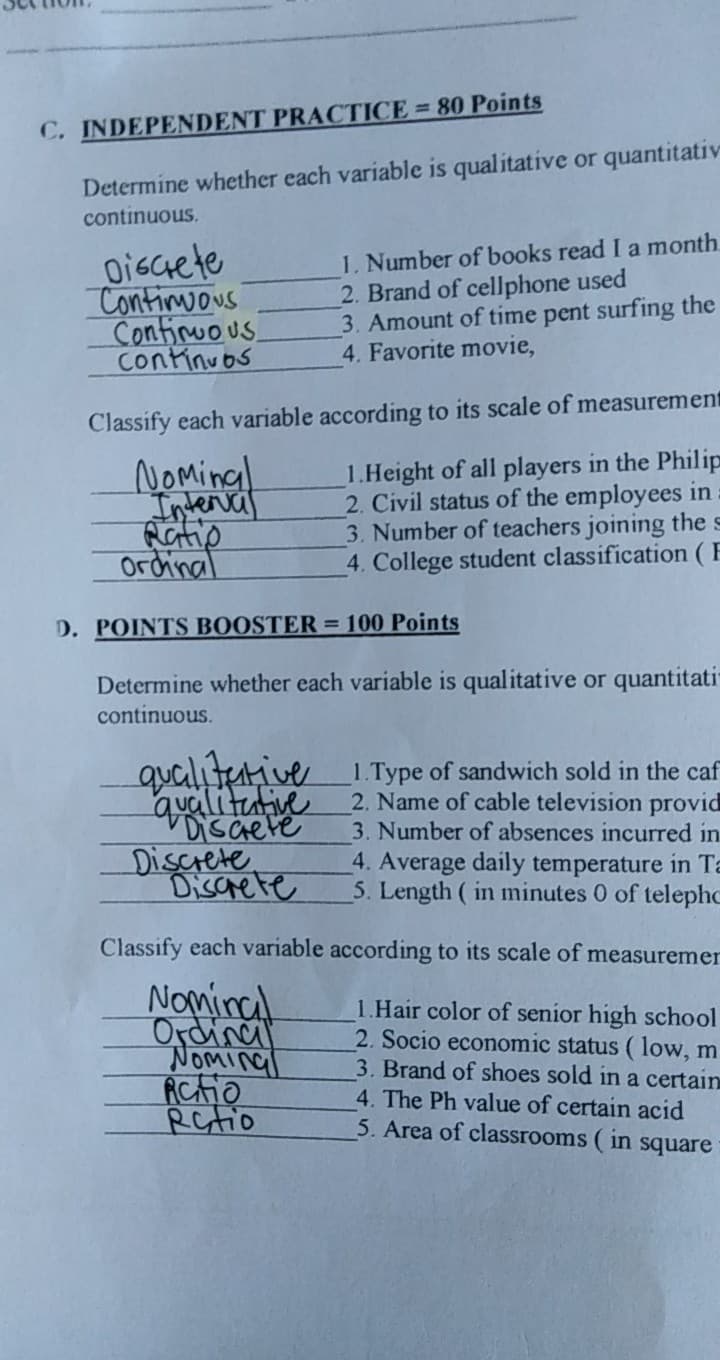 C. INDEPENDENT PRACTICE = 80 Points
Determine whether each variable is qualitative or quantitativ
continuous.
Discrete 1. Number of books read I a month.
Continuous 2. Brand of cellphone used
Continuous 3. Amount of time pent surfing the
continuos 4. Favorite movie,
Classify each variable according to its scale of measurement
Nominal 1.Height of all players in the Philip
Interval 2. Civil status of the employees in
Ratio 3. Number of teachers joining the s
Ordinal 4. College student classification ( F
D. POINTS BOOSTER = 100 Points
Determine whether each variable is qualitative or quantitati
continuous.
qualitative 1.Type of sandwich sold in the caf
qualitative 2. Name of cable television provid
Discrete 3. Number of absences incurred in
Discrete 4. Average daily temperature in Ta
Discrete 5. Length ( in minutes 0 of telepho
Classify each variable according to its scale of measuremen
Nominal 1.Hair color of senior high school
Ordinal 2. Socio economic status ( low, m
Nominal 3. Brand of shoes sold in a certain
Ratio 4. The Ph value of certain acid
Ratio 5. Area of classrooms ( in square